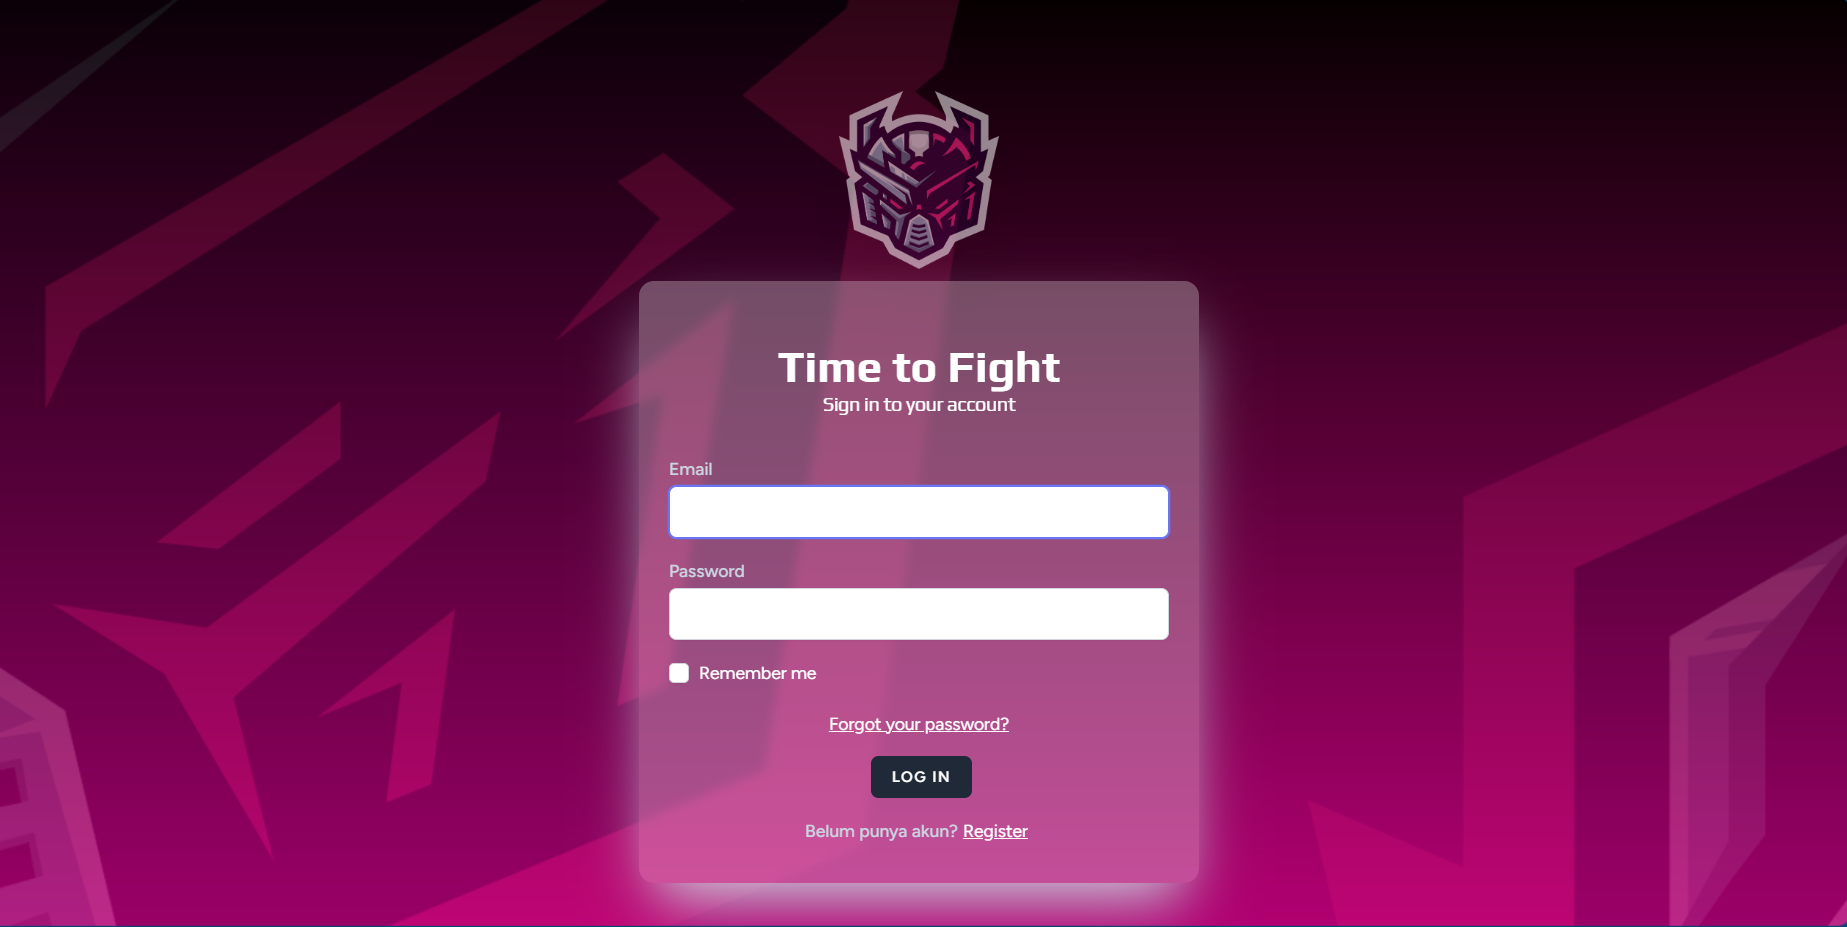 Time to Fight
Sign in to your account
Email
Password
Remember me
Forgot your password?
LOG IN
Belum punya akun? Register